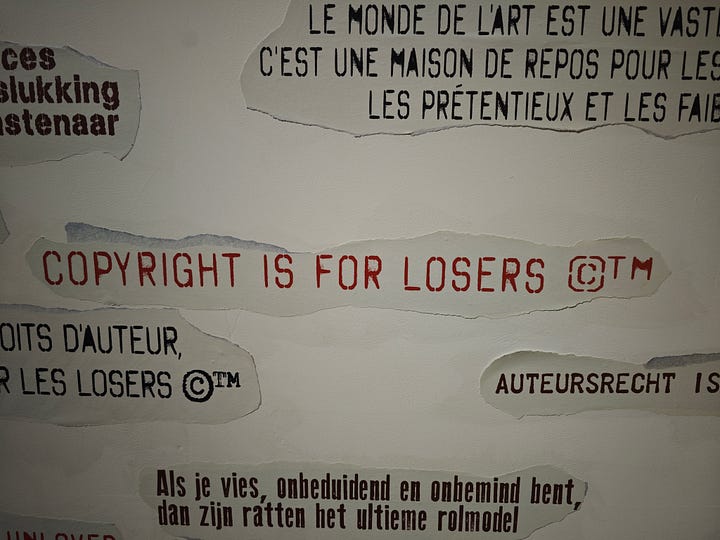 LE MONDE DE L'ART EST UNE
C'EST UNE MAISON DE REPOS POUR LES
LES PRÉTENTIEUX ET LES
COPYRIGHT IS FOR LOSERS ©™
D'AUTEUR,
LES LOSERS ©™
AUTEURSRECHT IS
Als je vies, onbeduidend en onbemind bent,
dan zijn ratten het ultieme rolmodel